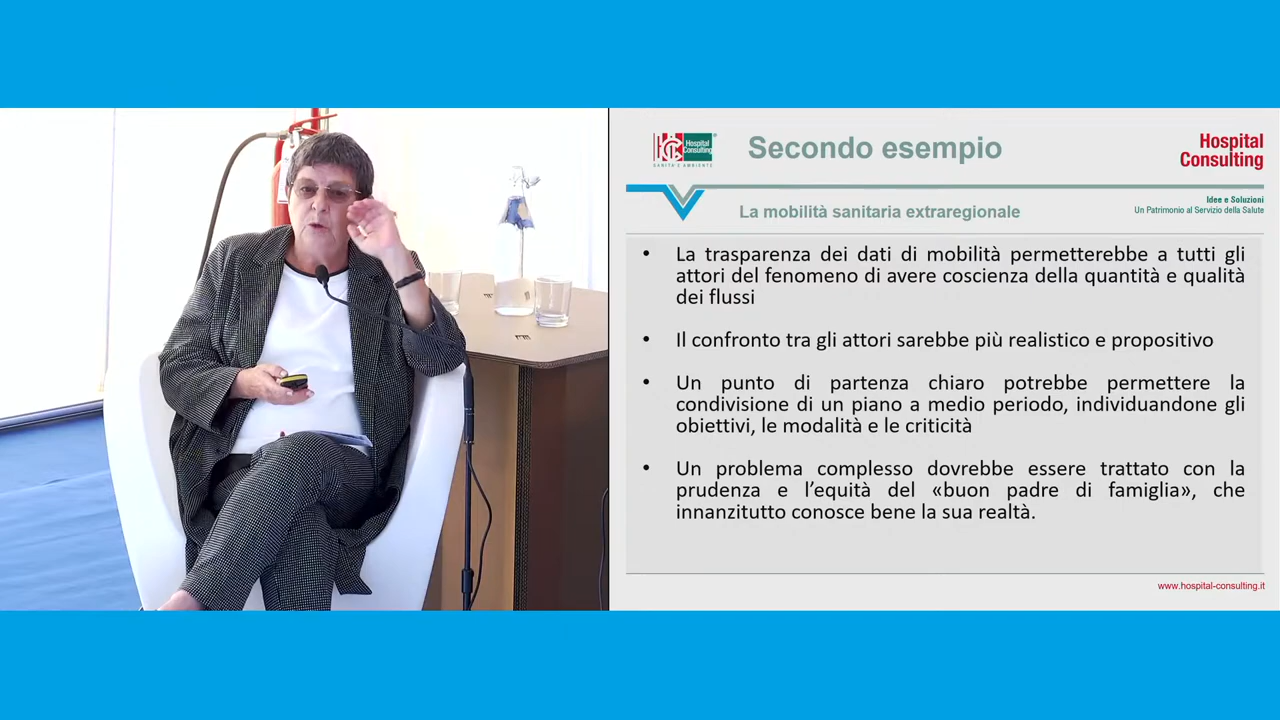 Hospital
Consulting
SANITÀ E AMBIENTE
Secondo esempio
Hospital
Consulting
Idee e Soluzioni
Un Patrimonio al Servizio della Salute
La mobilità sanitaria extraregionale
• La trasparenza dei dati di mobilità permetterebbe a tutti gli
attori del fenomeno di avere coscienza della quantità e qualità
dei flussi
• Il confronto tra gli attori sarebbe più realistico e propositivo
• Un punto di partenza chiaro potrebbe permettere la
condivisione di un piano a medio periodo, individuandone gli
obiettivi, le modalità e le criticità
• Un problema complesso dovrebbe essere trattato con la
prudenza e l'equità del «buon padre di famiglia», che
innanzitutto conosce bene la sua realtà.
www.hospital-consulting.it